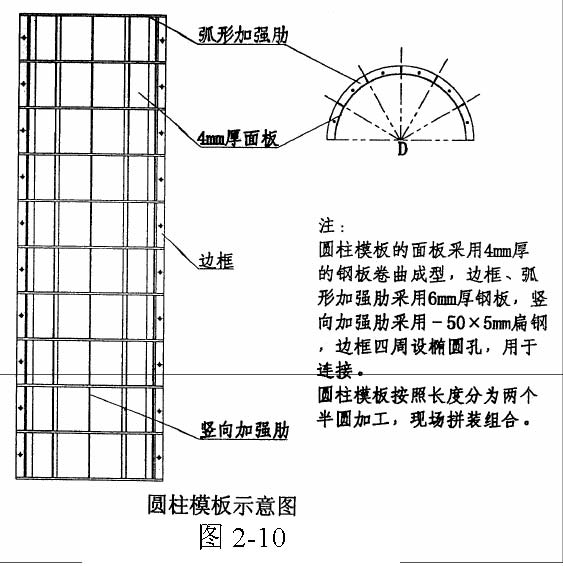 弧形加强肋
4mm厚面板
D
边框
注：
圆柱模板的面板采用4mm厚
的钢板卷曲成型，边框、弧
形加强肋采用6mm厚钢板，竖
向加强肋采用－50×5mm扁钢
，边框四周设椭圆孔，用于
连接。
圆柱模板按照长度分为两个
半圆加工，现场拼装组合。
竖向加强肋
圆柱模板示意图
图 2-10